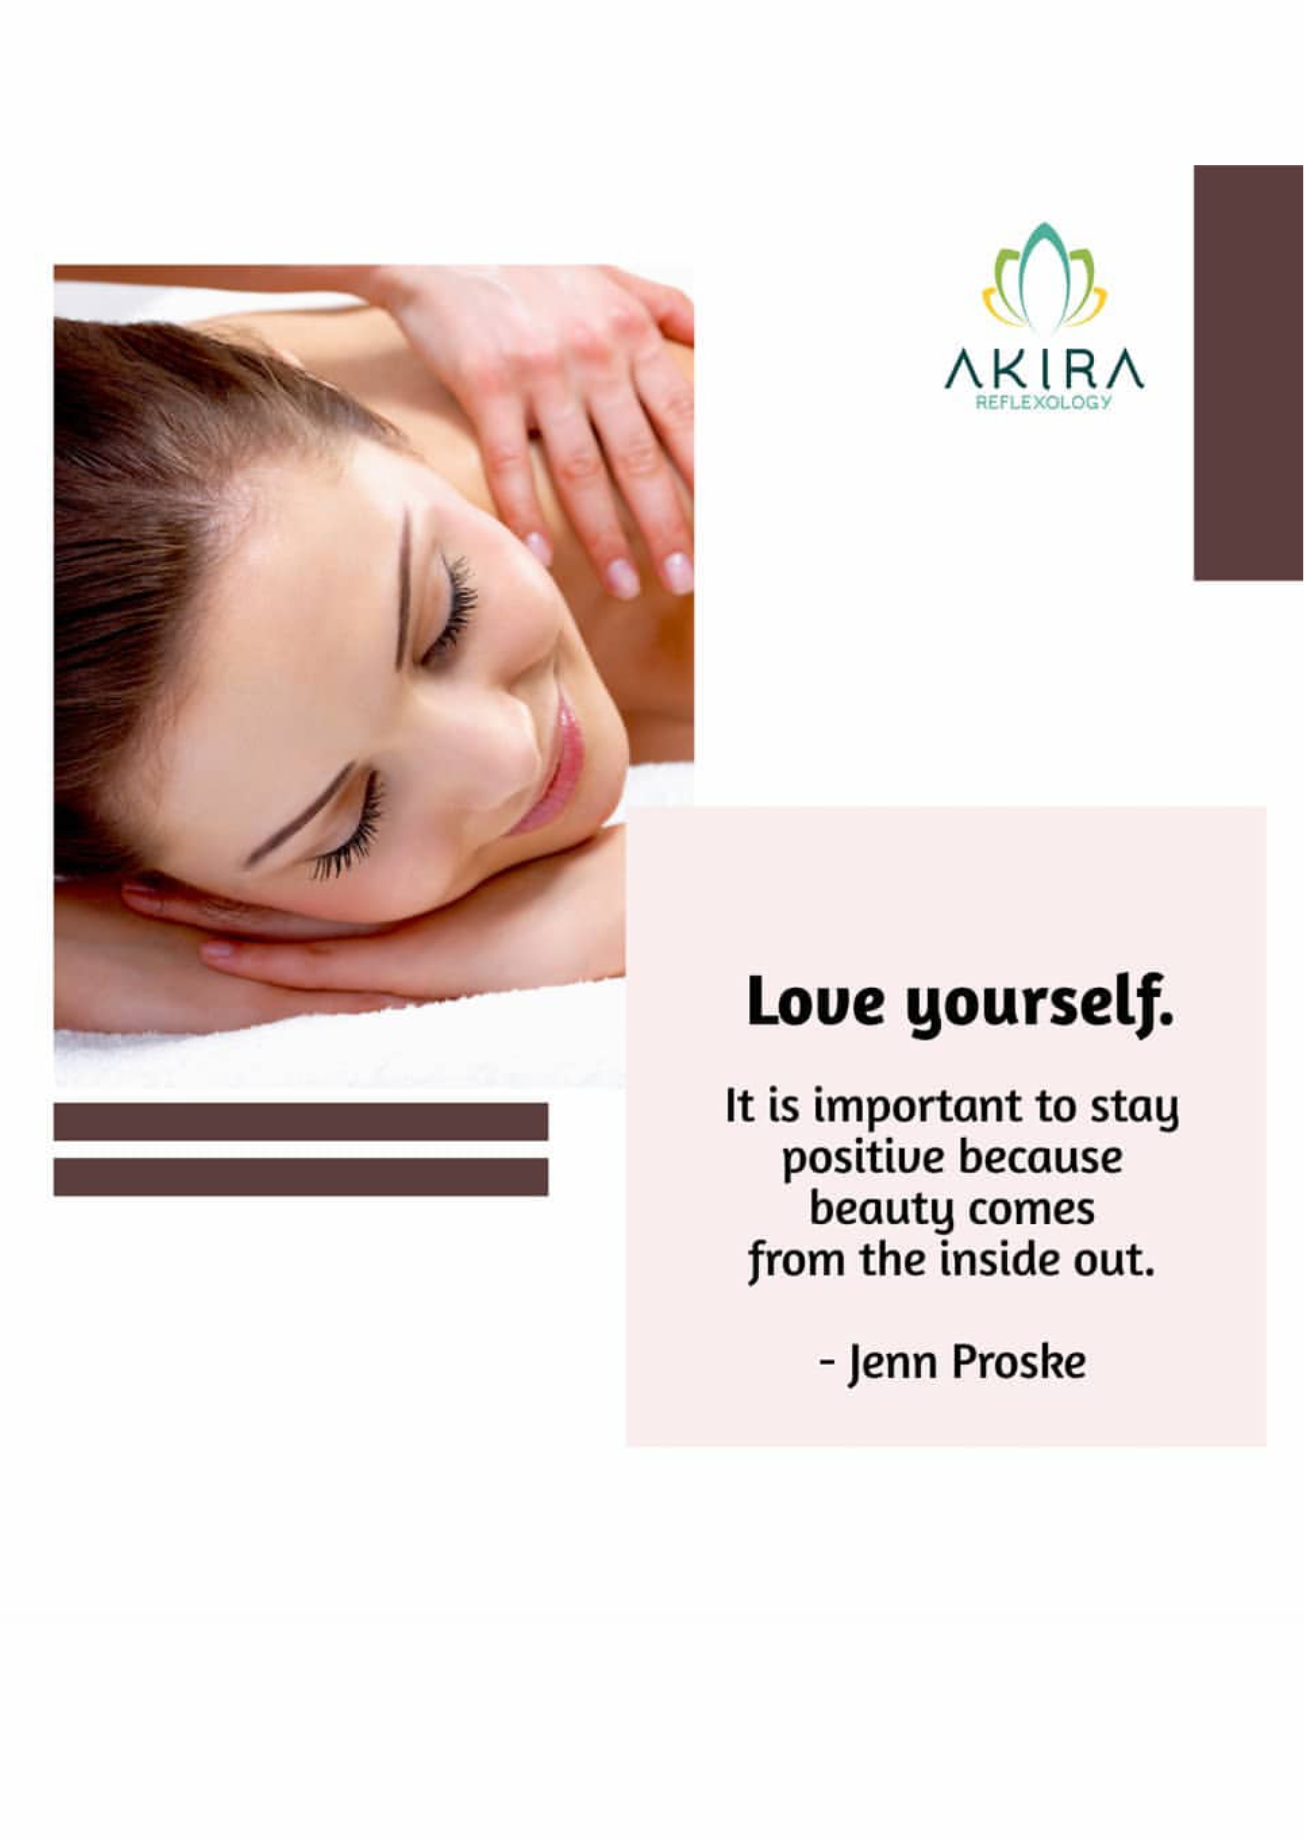 AKIRA
REFLEXOLOGY
Love yourself.
It is important to stay
positive because
beauty comes
from the inside out.
- Jenn Proske